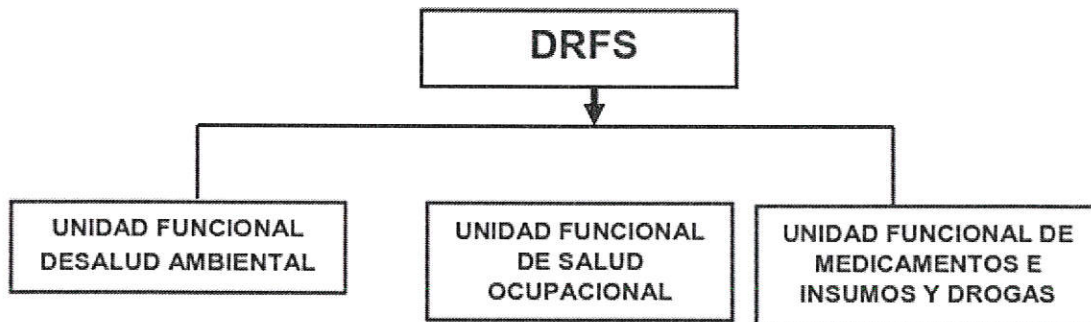 DRFS
UNIDAD FUNCIONAL
DESALUD AMBIENTAL
UNIDAD FUNCIONAL
DE SALUD
OCUPACIONAL
UNIDAD FUNCIONAL DE
MEDICAMENTOS E
INSUMOS Y DROGAS